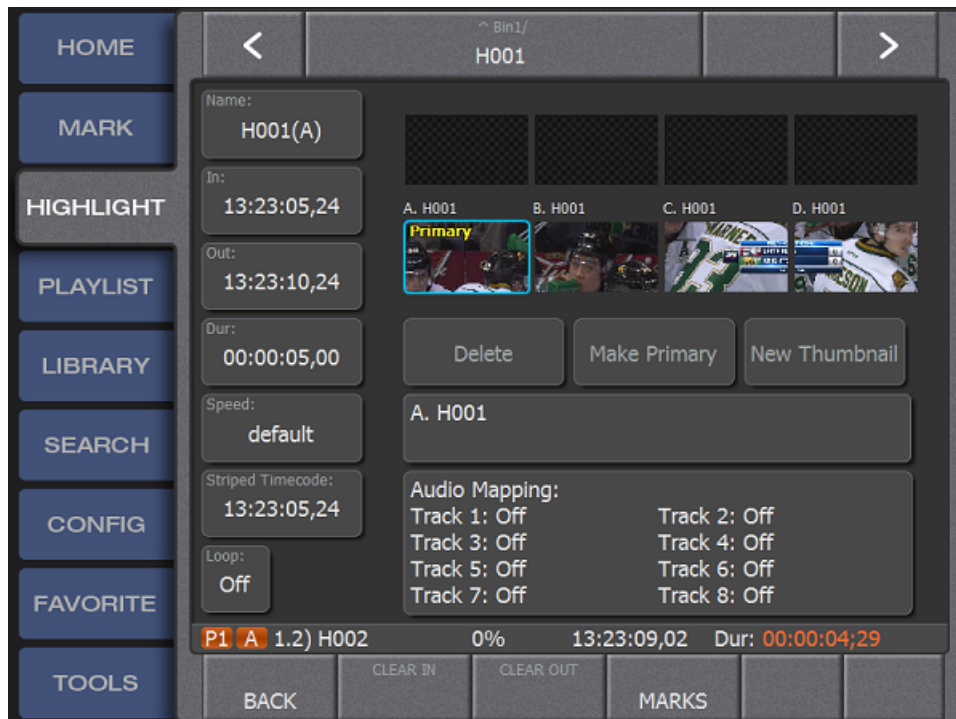 HOME
MARK
HIGHLIGHT
PLAYLIST
LIBRARY
SEARCH
CONFIG
FAVORITE
TOOLS
<
^ Bin1/
H001
>
Name:
H001(A)
In:
13:23:05,24
Out:
13:23:10,24
Dur:
00:00:05,00
Speed:
default
Striped Timecode:
13:23:05,24
Loop:
Off
A. H001 B. H001 C. H001 D. H001
Primary
Delete Make Primary New Thumbnail
A. H001
Audio Mapping:
Track 1: Off Track 2: Off
Track 3: Off Track 4: Off
Track 5: Off Track 6: Off
Track 7: Off Track 8: Off
P1 A 1.2) H002 0% 13:23:09,02 Dur: 00:00:04;29
CLEAR IN CLEAR OUT
BACK MARKS